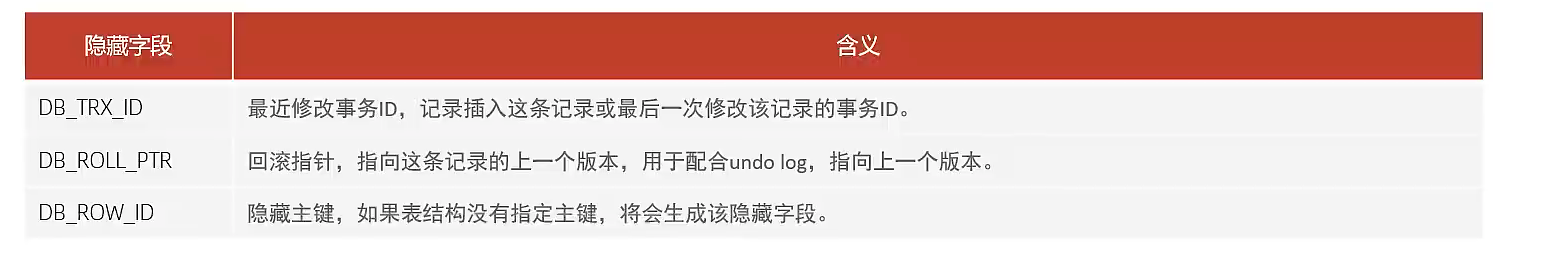 隐藏字段 含义
DB_TRX_ID 最近修改事务ID，记录插入这条记录或最后一次修改该记录的事务ID。
DB_ROLL_PTR 回滚指针，指向这条记录的上一个版本，用于配合undo log，指向上一个版本。
DB_ROW_ID 隐藏主键，如果表结构没有指定主键，将会生成该隐藏字段。